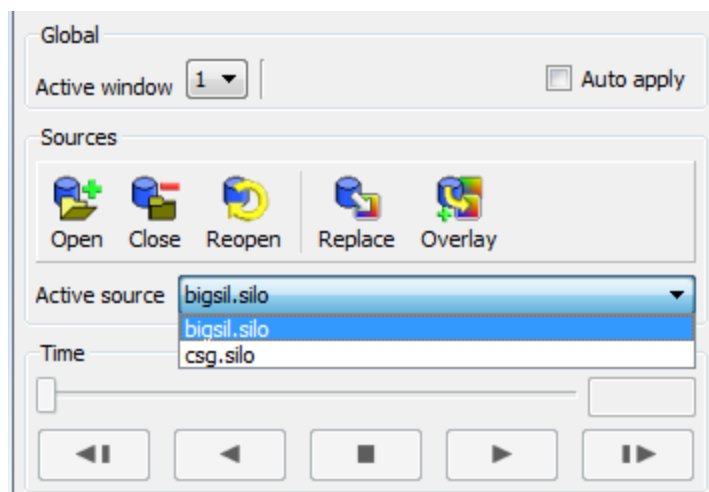 Global
Active window 1 Auto apply
Sources
Open Close Reopen Replace Overlay
Active source bigsil.silo
bigsil.silo
csg.silo
Time